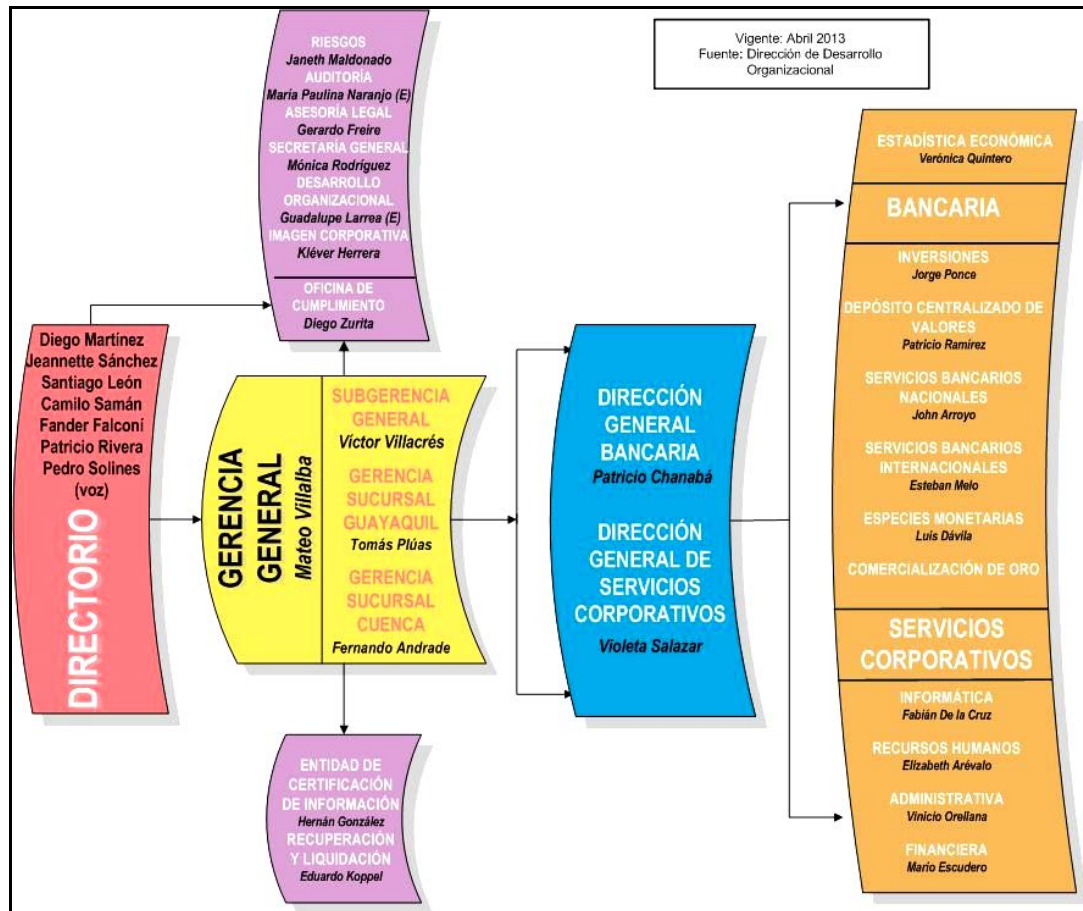 Vigente: Abril 2013
Fuente: Dirección de Desarrollo
Organizacional
RIESGOS
Janeth Maldonado
AUDITORÍA
María Paulina Naranjo (E)
ASESORÍA LEGAL
Gerardo Freire
SECRETARÍA GENERAL
Mónica Rodríguez
DESARROLLO
ORGANIZACIONAL
Guadalupe Larrea (E)
IMAGEN CORPORATIVA
Kléver Herrera
OFICINA DE
CUMPLIMIENTO
Diego Zurita
Diego Martínez
Jeannette Sánchez
Santiago León
Camilo Samán
Fander Falconí
Patricio Rivera
Pedro Solines
(voz)
DIRECTORIO
GERENCIA
GENERAL
Mateo Villalba
SUBGERENCIA
GENERAL
Víctor Villacrés
GERENCIA
SUCURSAL
GUAYAQUIL
Tomás Plúas
GERENCIA
SUCURSAL
CUENCA
Fernando Andrade
ENTIDAD DE
CERTIFICACIÓN
DE INFORMACIÓN
Hernán González
RECUPERACIÓN
Y LIQUIDACIÓN
Eduardo Koppel
DIRECCIÓN
GENERAL
BANCARIA
Patricio Chanabá
DIRECCIÓN
GENERAL DE
SERVICIOS
CORPORATIVOS
Violeta Salazar
ESTADÍSTICA ECONÓMICA
Verónica Quintero
BANCARIA
INVERSIONES
Jorge Ponce
DEPÓSITO CENTRALIZADO DE
VALORES
Patricio Ramírez
SERVICIOS BANCARIOS
NACIONALES
John Arroyo
SERVICIOS BANCARIOS
INTERNACIONALES
Esteban Melo
ESPECIES MONETARIAS
Luis Dávila
COMERCIALIZACIÓN DE ORO
SERVICIOS
CORPORATIVOS
INFORMÁTICA
Fabián De la Cruz
RECURSOS HUMANOS
Elizabeth Arévalo
ADMINISTRATIVA
Vinicio Orellana
FINANCIERA
Mario Escudero